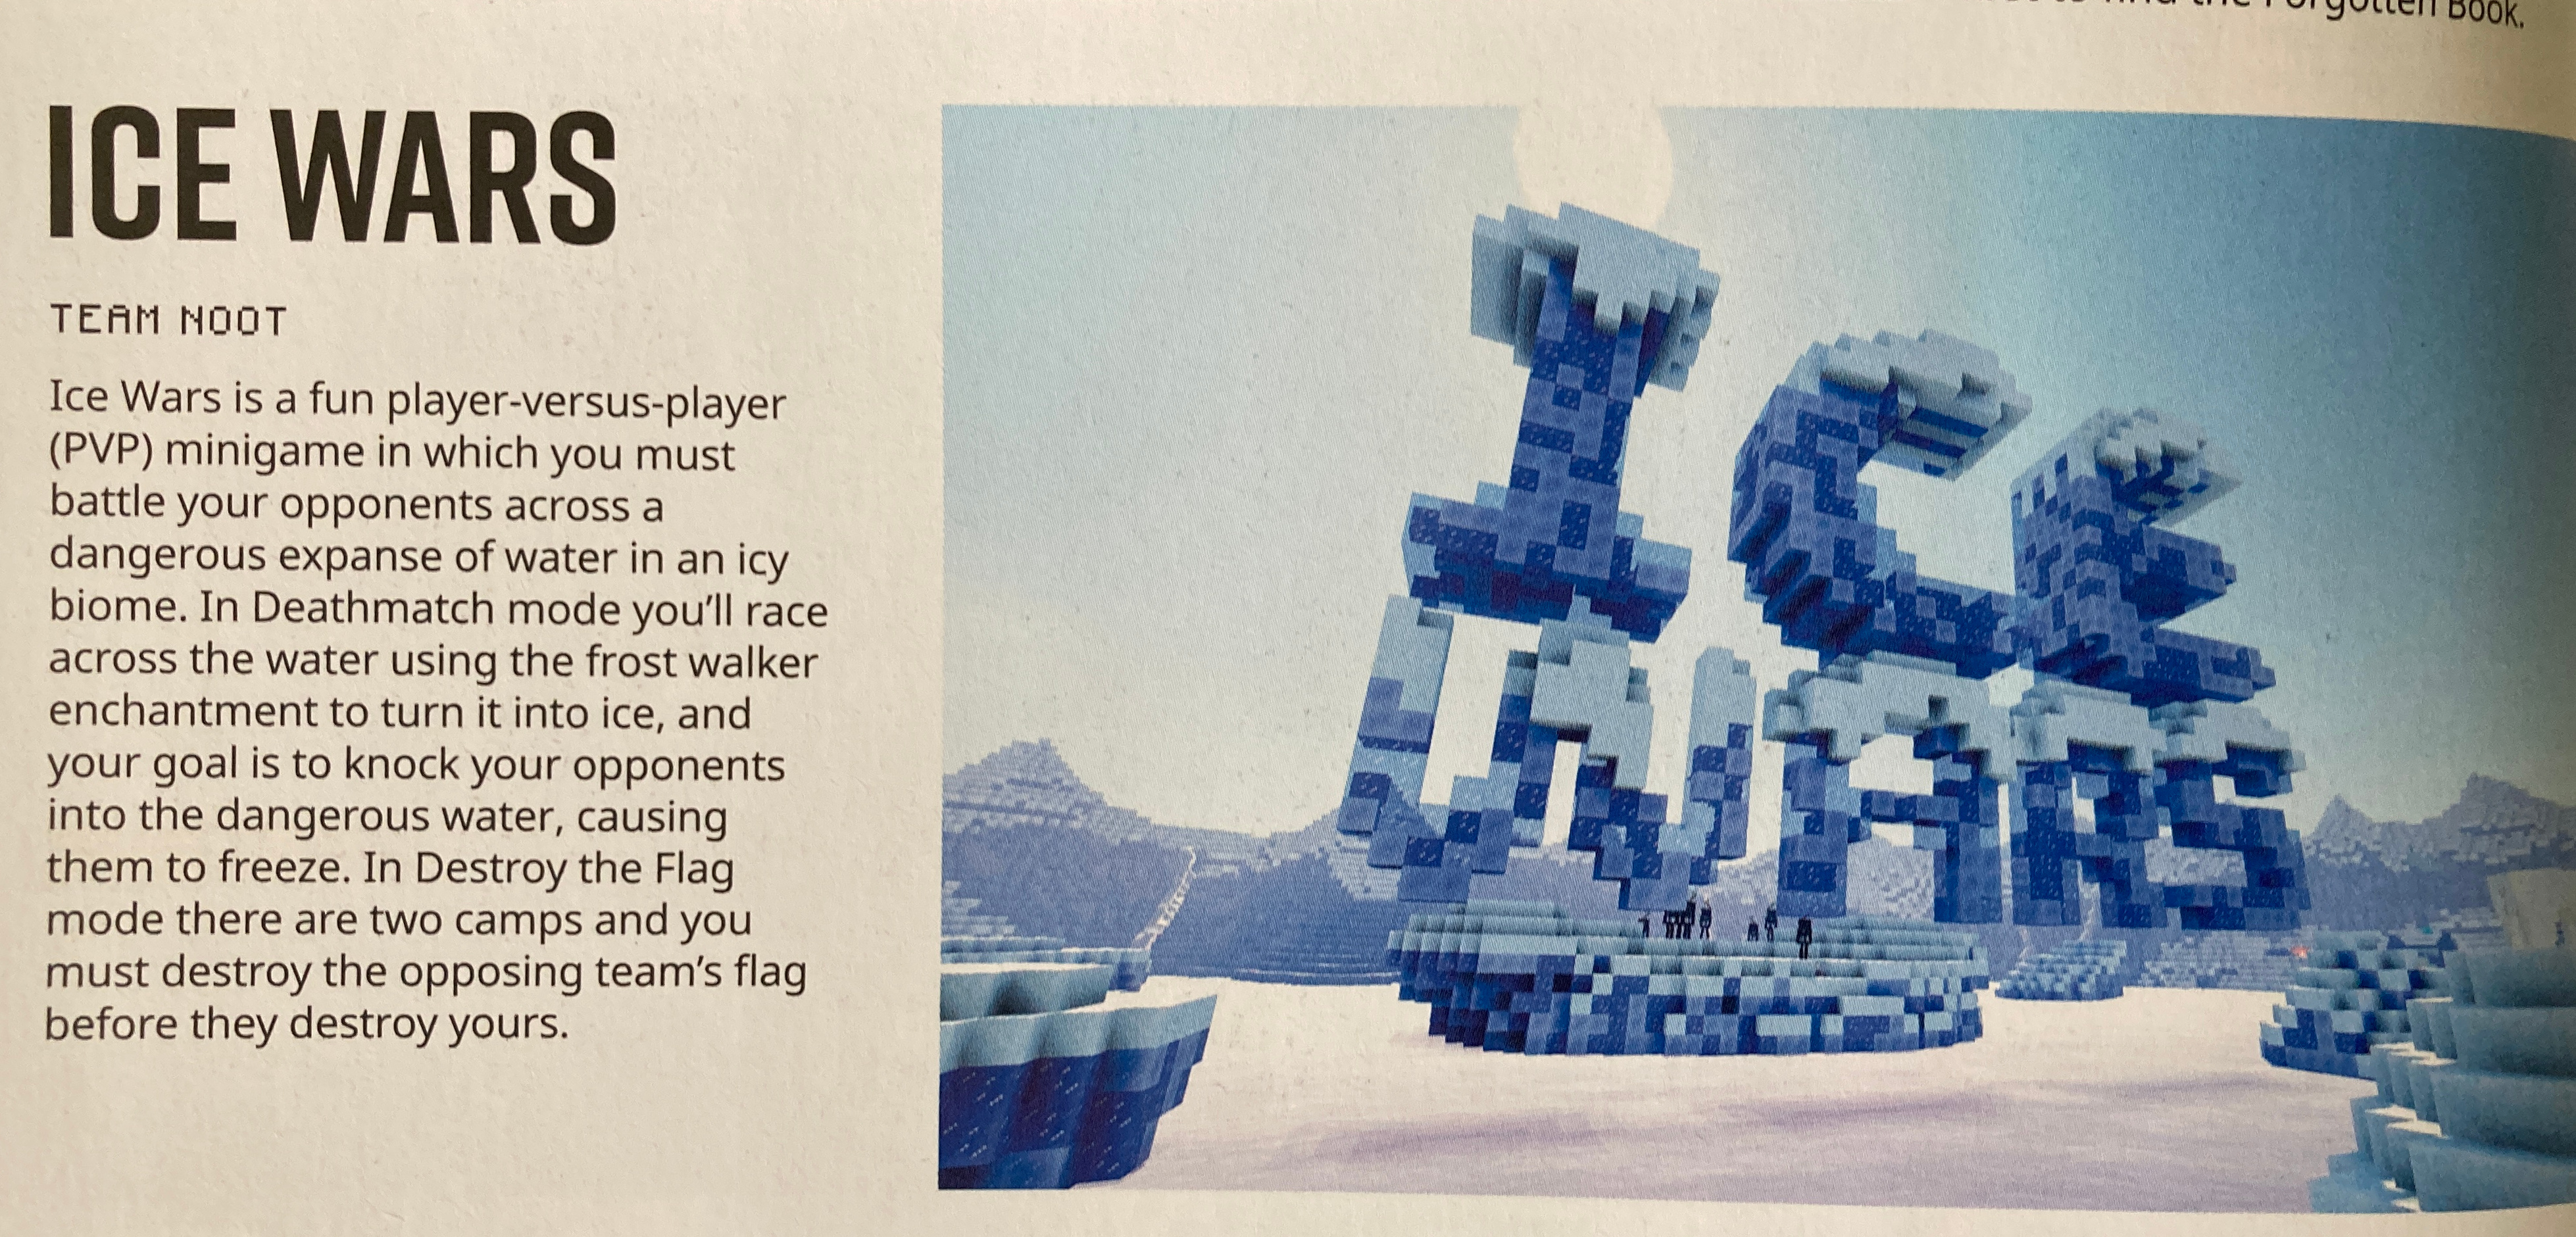 find the Forgotten Book.
ICE WARS
TEAM NOOT
Ice Wars is a fun player-versus-player
(PVP) minigame in which you must
battle your opponents across a
dangerous expanse of water in an icy
biome. In Deathmatch mode you'll race
across the water using the frost walker
enchantment to turn it into ice, and
your goal is to knock your opponents
into the dangerous water, causing
them to freeze. In Destroy the Flag
mode there are two camps and you
must destroy the opposing team's flag
before they destroy yours.
ICE
WARS